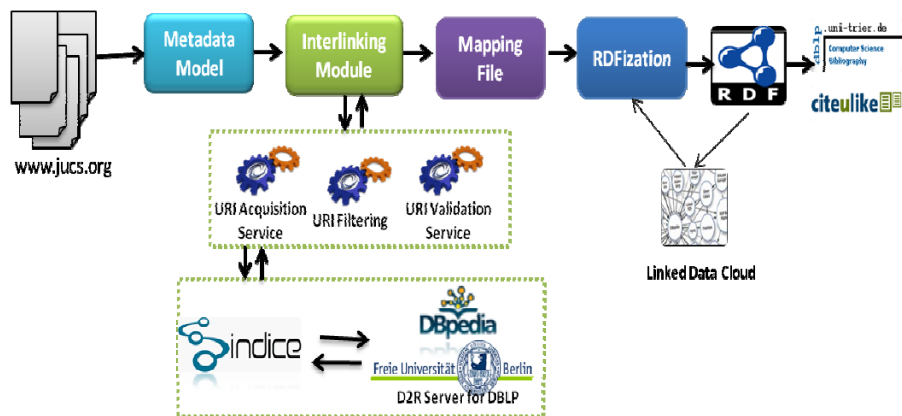 www.jucs.org
Metadata
Model
Interlinking
Module
Mapping
File
RDFization
RDF
dblp
.uni-trier.de
Computer Science
Bibliography
citeulike
URI Acquisition
Service
URI Filtering
URI Validation
Service
Linked Data Cloud
Sindice
DBpedia
Freie Universität Berlin
D2R Server for DBLP